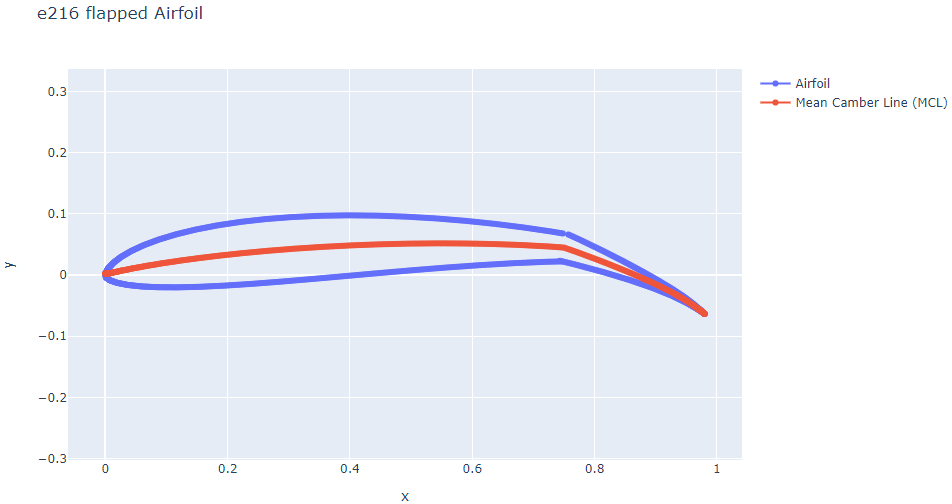 e216 flapped Airfoil
Airfoil
Mean Camber Line (MCL)
0.3
0.2
0.1
0
−0.1
−0.2
−0.3
y
0 0.2 0.4 0.6 0.8 1
x